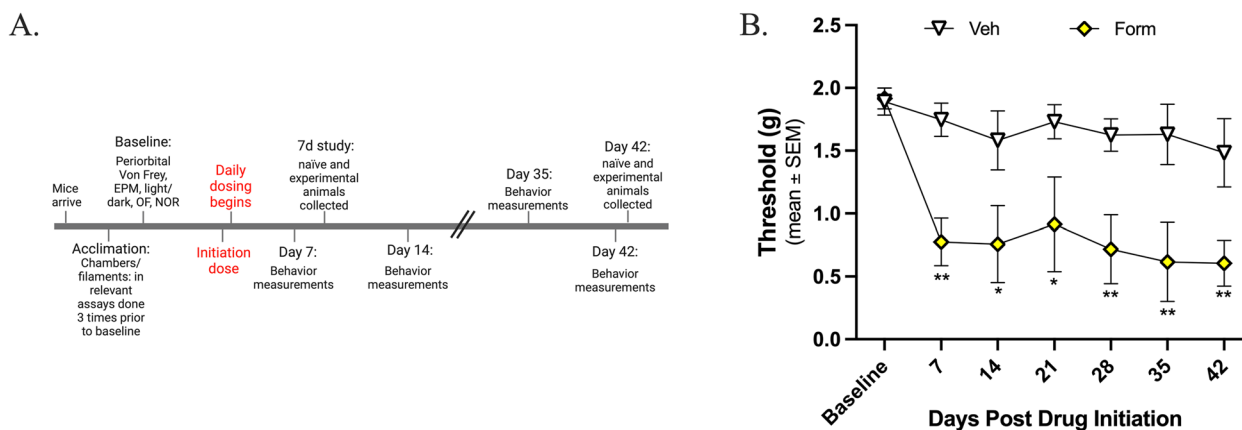 A.
Mice
arrive
Baseline:
Periorbital
Von Frey,
EPM, light/
dark, OF, NOR
Daily
dosing
begins
7d study:
naïve and
experimental
animals
collected
Day 35:
Behavior
measurements
Day 42:
naïve and
experimental
animals
collected
Acclimation:
Chambers/
filaments: in
relevant
assays done
3 times prior
to baseline
Initiation
dose
Day 7:
Behavior
measurements
Day 14:
Behavior
measurements
Day 42:
Behavior
measurements
B.
Veh
Form
Threshold (g)
(mean ± SEM)
2.5
2.0
1.5
1.0
0.5
0.0
**
*
*
**
**
**
Baseline
7
14
21
28
35
42
Days Post Drug Initiation